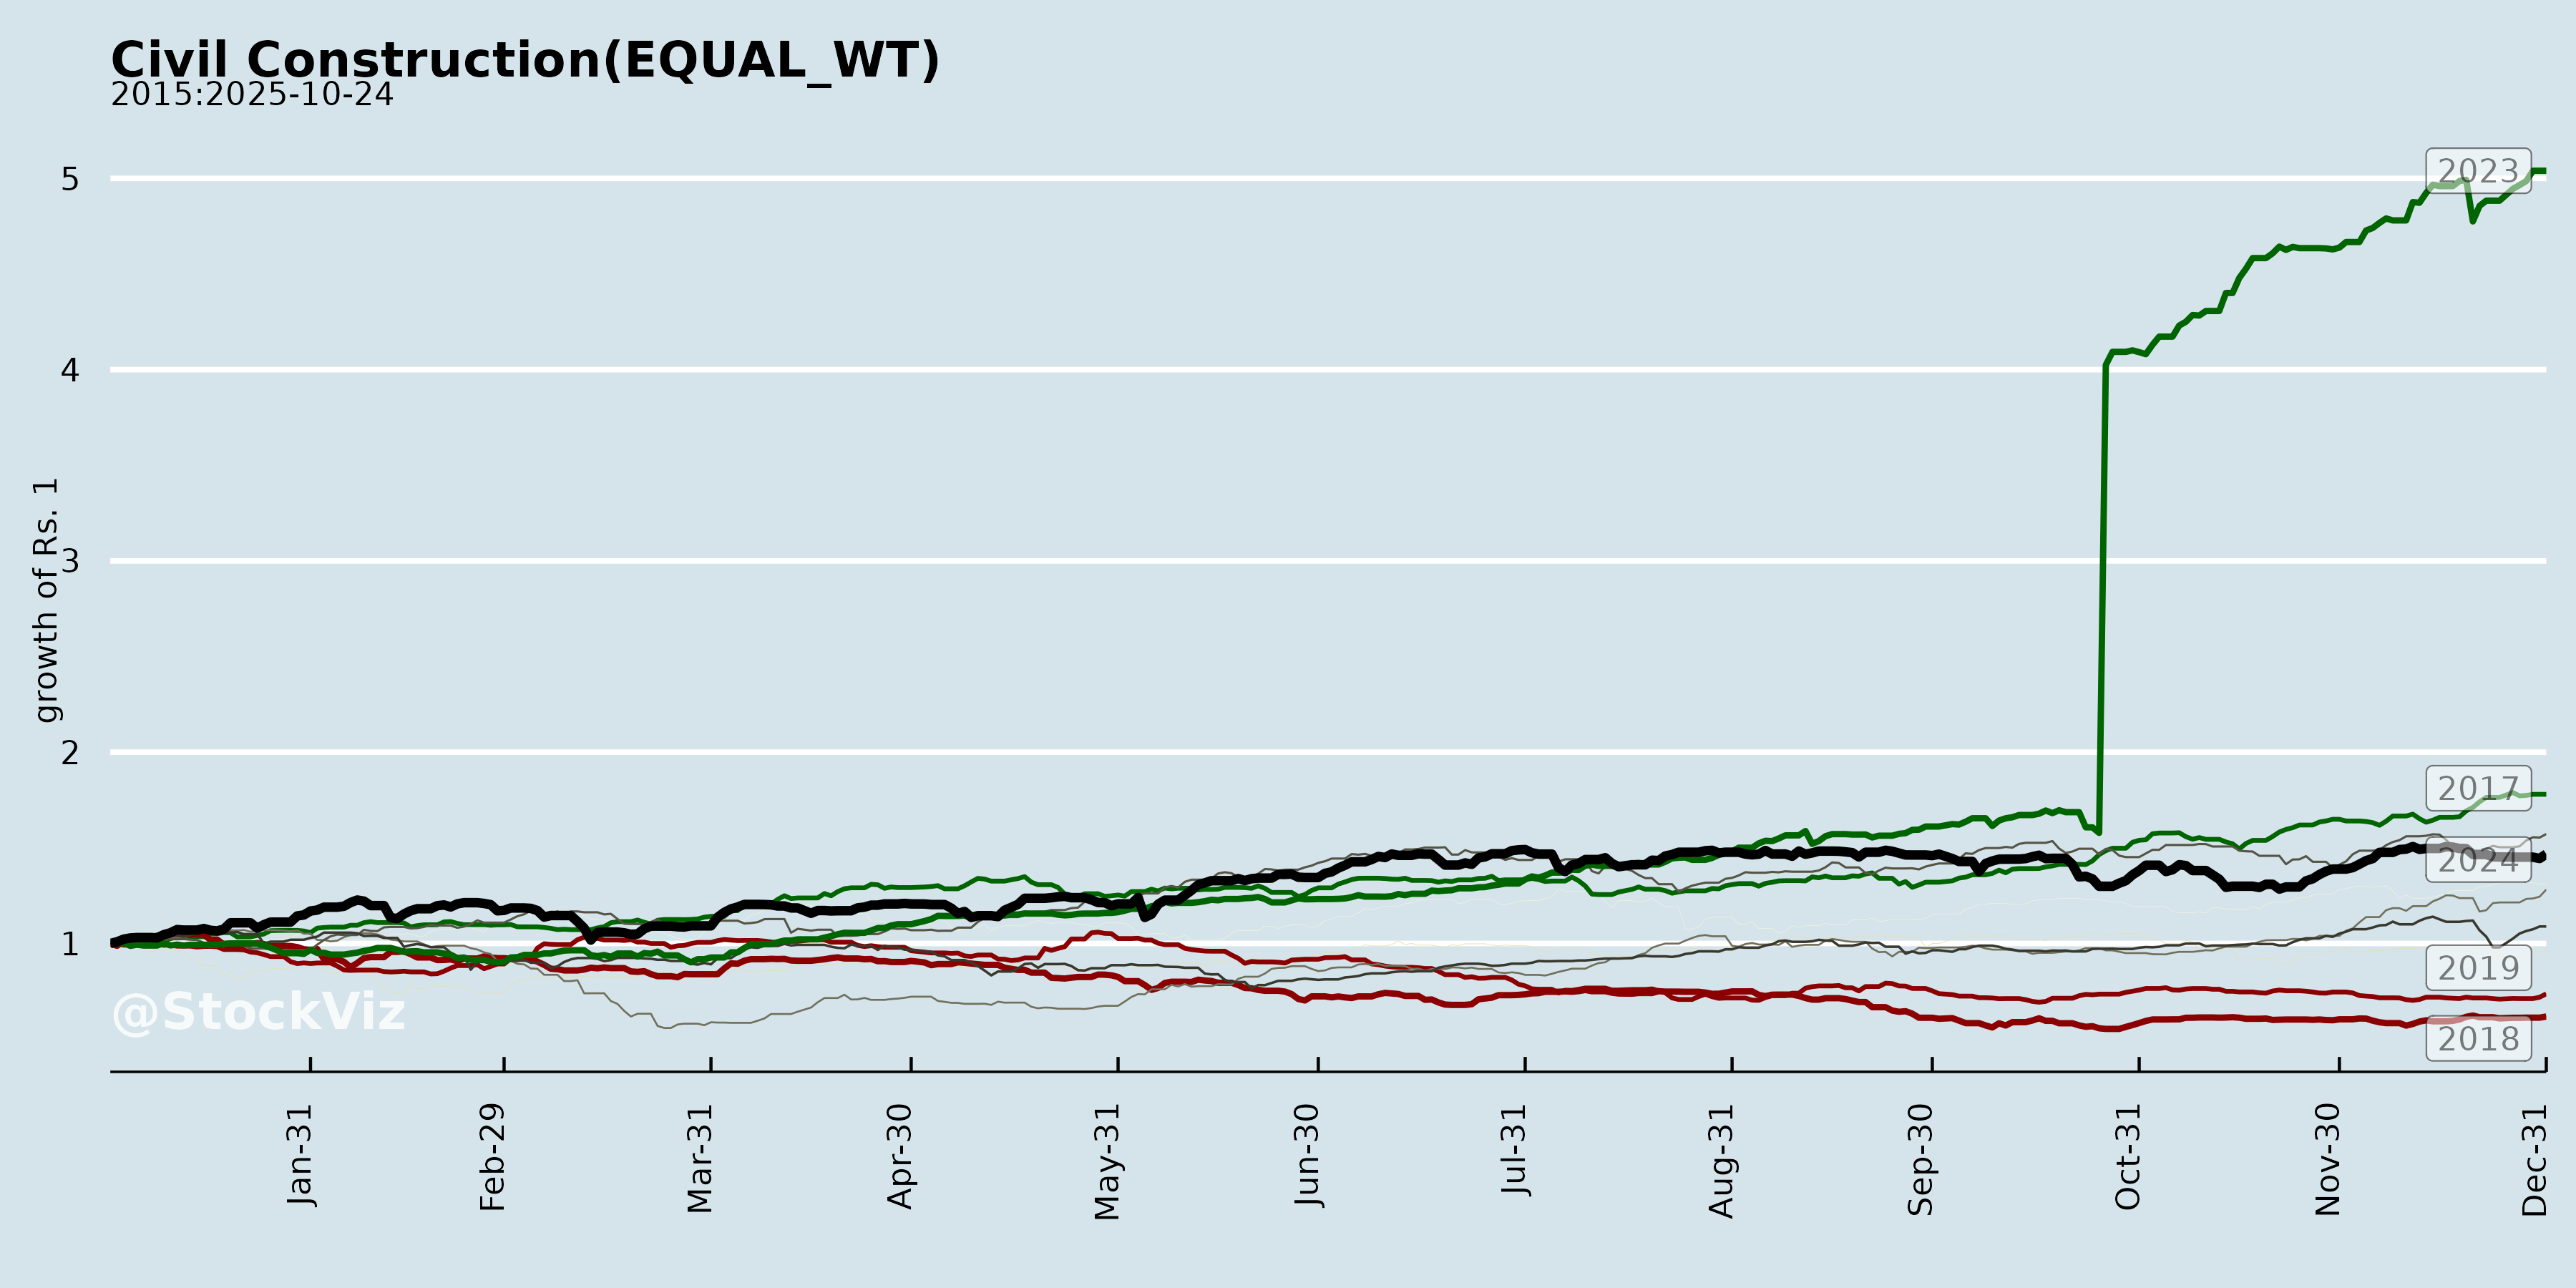 Civil Construction(EQUAL_WT)
2015:2025-10-24
growth of Rs. 1
5
4
3
2
1
2023
2017
2024
2019
2018
@StockViz
Jan-31
Feb-29
Mar-31
Apr-30
May-31
Jun-30
Jul-31
Aug-31
Sep-30
Oct-31
Nov-30
Dec-31